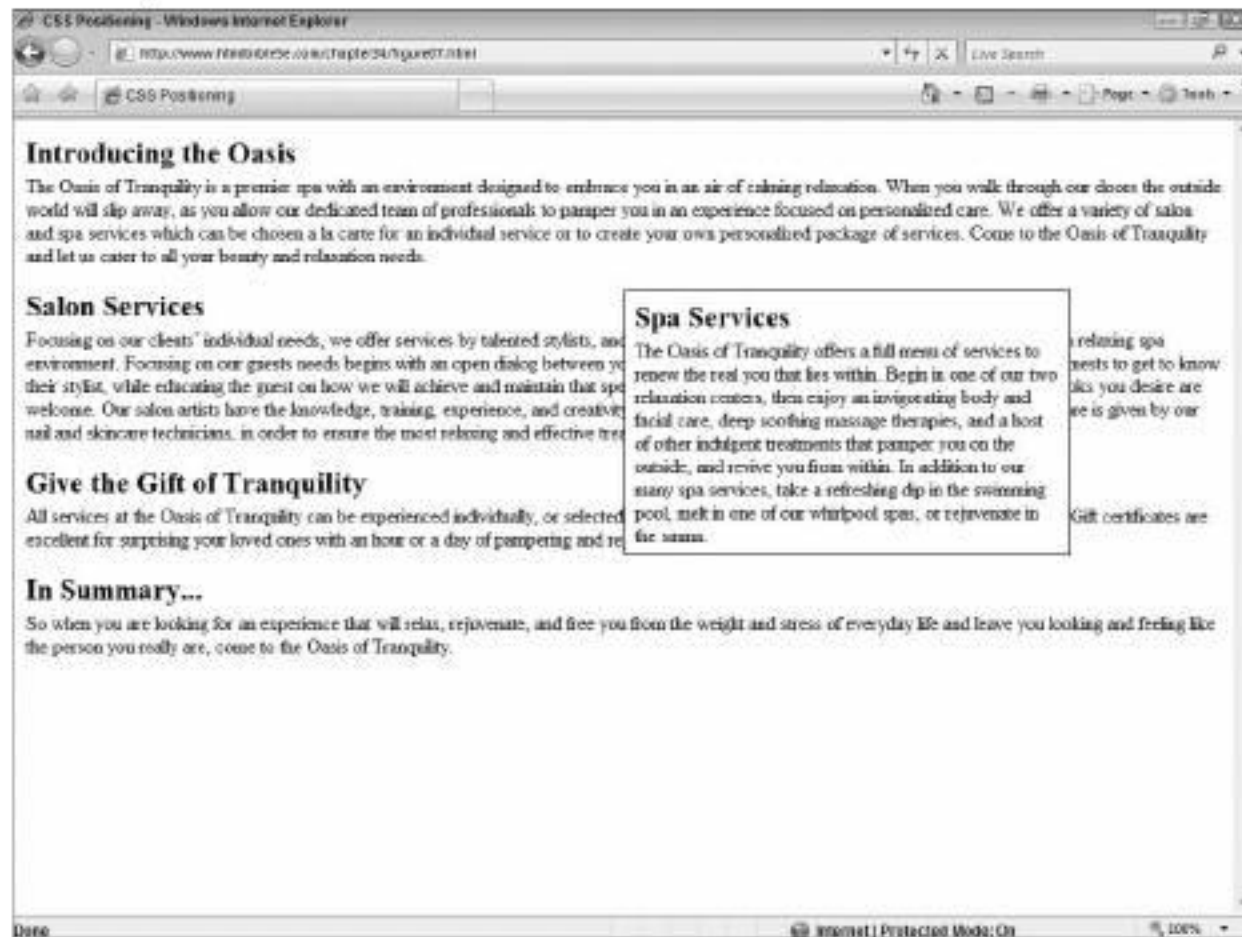 CSS Positioning - Windows Internet Explorer
Live Search
CSS Positioning
Page Tools
Introducing the Oasis
The Oasis of Tranquility is a premier spa with an environment designed to embrace you in an air of calming relaxation. When you walk through our doors the outside
world will slip away, as you allow our dedicated team of professionals to pamper you in an experience focused on personalized care. We offer a variety of salon
and spa services which can be chosen a la carte for an individual service or to create your own personalized package of services. Come to the Oasis of Tranquility
and let us cater to all your beauty and relaxation needs.
Salon Services
Focusing on our clients' individual needs, we offer services by talented stylists, and relaxing spa
environment. Focusing on our guests needs begins with an open dialog between to get to know
their stylist, while educating the guest on how we will achieve and maintain that you desire are
welcome. Our salon artists have the knowledge, training, experience, and is given by our
nail and skincare technicians, in order to ensure the most relaxing and effective
Spa Services
The Oasis of Tranquility offers a full menu of services to
renew the real you that lies within. Begin in one of our two
relaxation centers, then enjoy an invigorating body and
facial care, deep soothing massage therapies, and a host
of other indulgent treatments that pamper you on the
outside, and revive you from within. In addition to our
many spa services, take a refreshing dip in the swimming
pool, melt in one of our whirlpool spas, or rejuvenate in
the sauna.
Give the Gift of Tranquility
All services at the Oasis of Tranquility can be experienced individually, or selected Gift certificates are
excellent for surprising your loved ones with an hour or a day of pampering and
In Summary...
So when you are looking for an experience that will relax, rejuvenate, and free you from the weight and stress of everyday life and leave you looking and feeling like
the person you really are, come to the Oasis of Tranquility.
Done
Internet | Protected Mode: On
100%